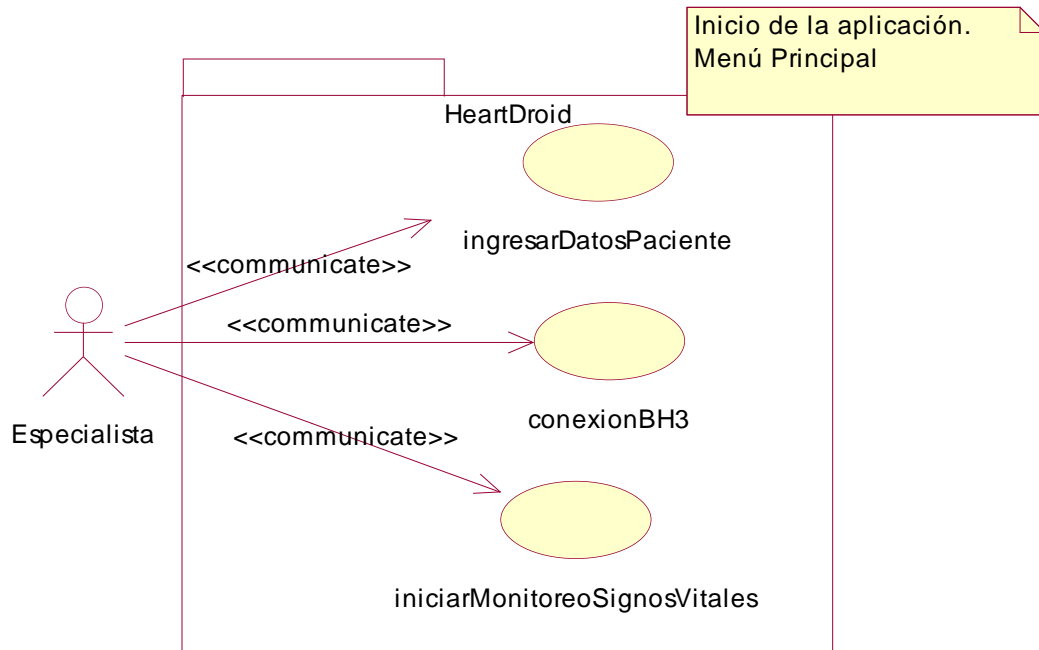 Inicio de la aplicación.
Menú Principal
HeartDroid
ingresarDatosPaciente
<<communicate>>
<<communicate>>
conexionBH3
Especialista
<<communicate>>
iniciarMonitoreoSignosVitales